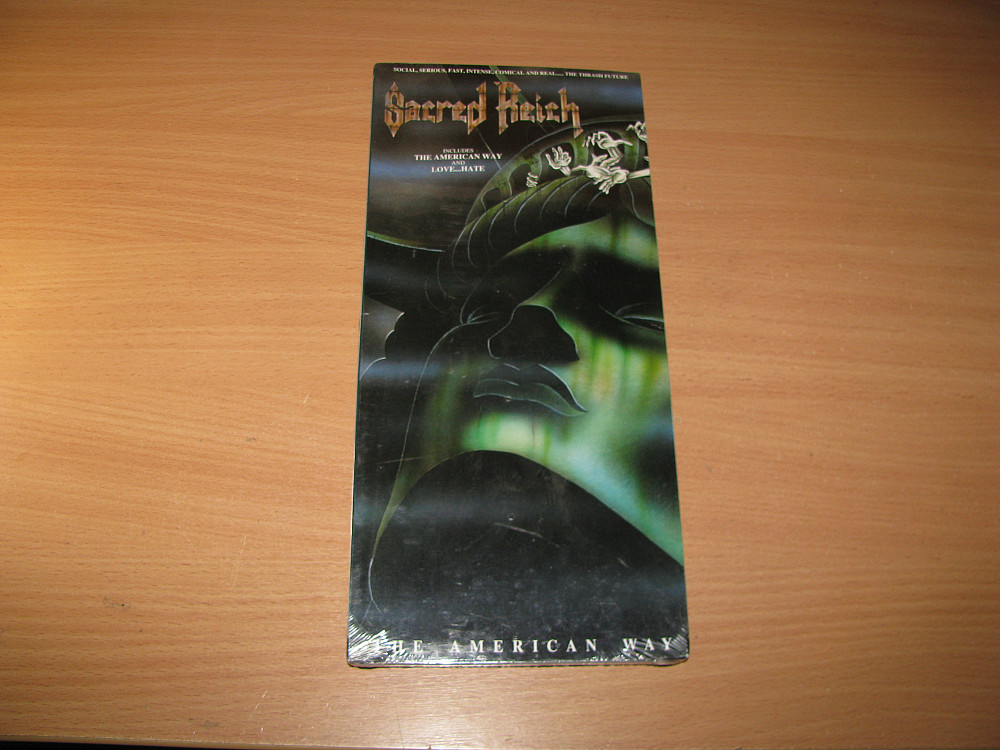 SOCIAL, SERIOUS, FAST, INTENSE, COMICAL AND REAL..... THE THRASH FUTURE
Sacred Reich
INCLUDES
THE AMERICAN WAY
AND
LOVE...HATE
THE AMERICAN WAY